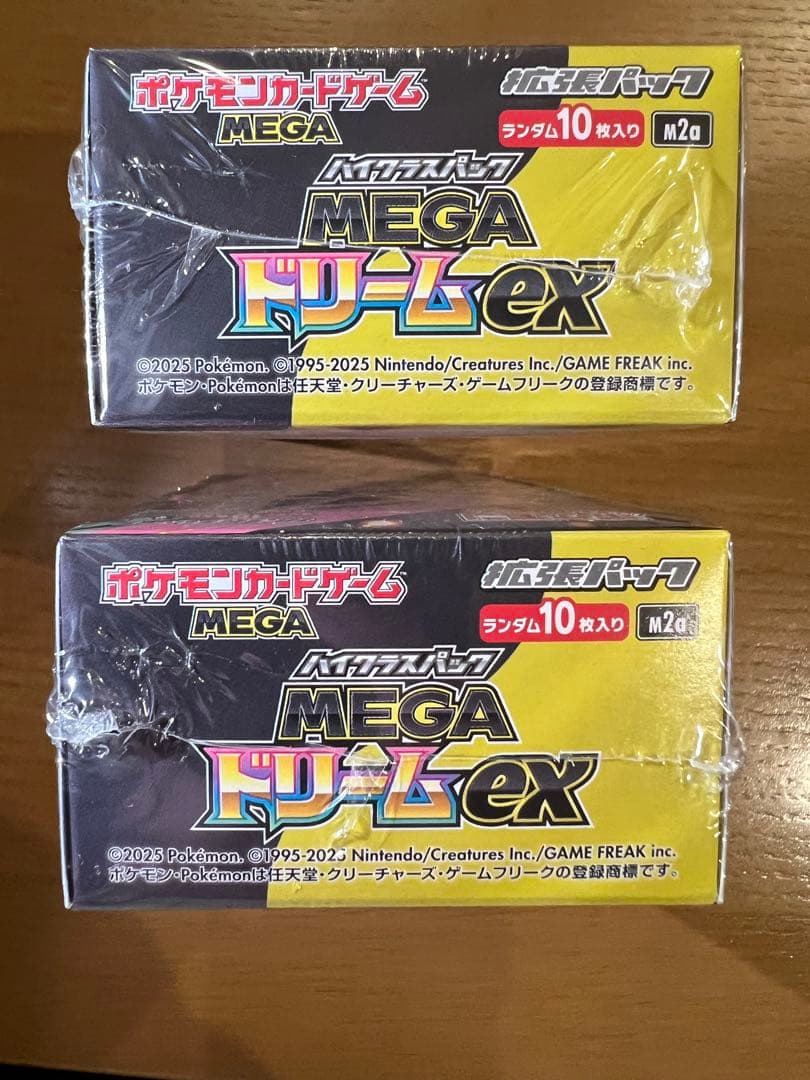 ポケモンカードゲーム™
MEGA
拡張パック
ランダム10枚入り M2a
ハイクラスパック
MEGA
ドリームex
©2025 Pokémon. ©1995-2025 Nintendo/Creatures Inc./GAME FREAK inc.
ポケモン・Pokémonは任天堂・クリーチャーズ・ゲームフリークの登録商標です。
ポケモンカードゲーム™
MEGA
拡張パック
ランダム10枚入り M2a
ハイクラスパック
MEGA
ドリームex
©2025 Pokémon. ©1995-2025 Nintendo/Creatures Inc./GAME FREAK inc.
ポケモン・Pokémonは任天堂・クリーチャーズ・ゲームフリークの登録商標です。